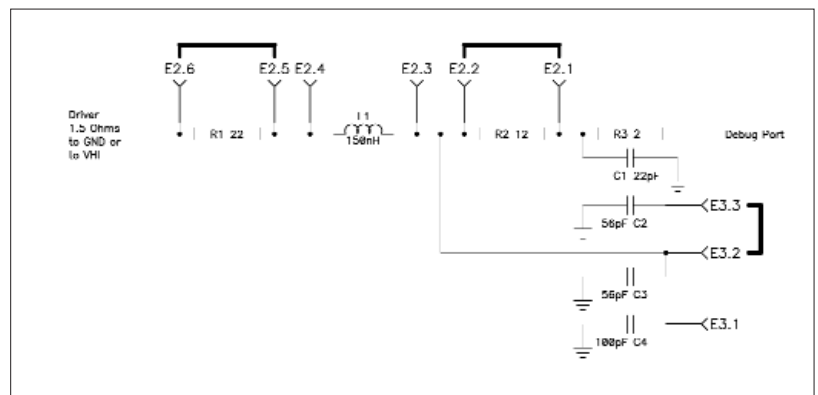 E2.6 E2.5 E2.4 E2.3 E2.2 E2.1
Driver
1.5 Ohms
to GND or
to VHI
R1 22
L1
150nH
R2 12
R3 2
Debug Port
C1 22pF
E3.3
56pF C2
E3.2
56pF C3
E3.1
100pF C4